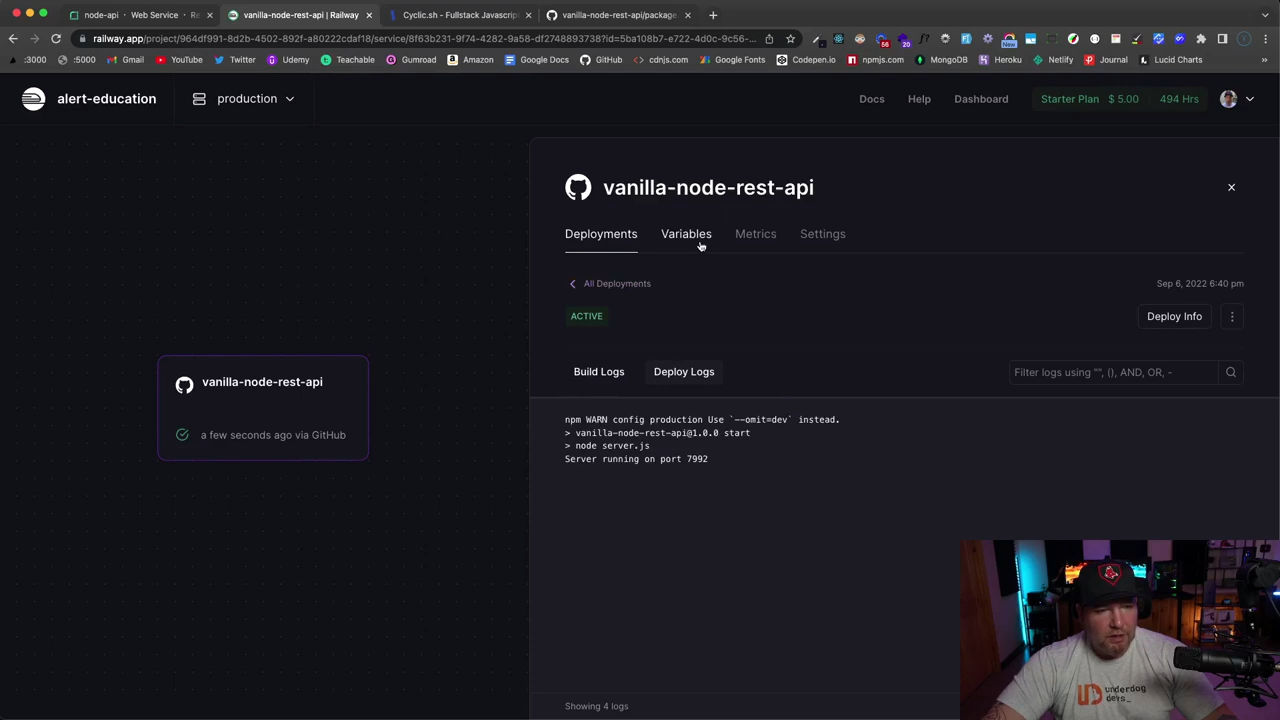 node-api · Web Service · Re
vanilla-node-rest-api | Railway
Cyclic.sh - Fullstack Javascript
vanilla-node-rest-api/package
railway.app/project/964df991-8d2b-4502-892f-a80222cdaf18/service/8f63b231-9f74-4282-9a58-df2748893738?id=5ba108b7-e722-4d0c-9c56-...
:3000
:5000
Gmail
YouTube
Twitter
Udemy
Teachable
Gumroad
Amazon
Google Docs
GitHub
cdnjs.com
Google Fonts
Codepen.io
npmjs.com
MongoDB
Heroku
Netlify
Journal
Lucid Charts
alert-education
production
Docs
Help
Dashboard
Starter Plan $ 5.00 494 Hrs
vanilla-node-rest-api
Deployments
Variables
Metrics
Settings
All Deployments
Sep 6, 2022 6:40 pm
ACTIVE
Deploy Info
Build Logs
Deploy Logs
Filter logs using "", (), AND, OR, -
vanilla-node-rest-api
a few seconds ago via GitHub
npm WARN config production Use `--omit=dev` instead.
> vanilla-node-rest-api@1.0.0 start
> node server.js
Server running on port 7992
Showing 4 logs
underdog
devs_